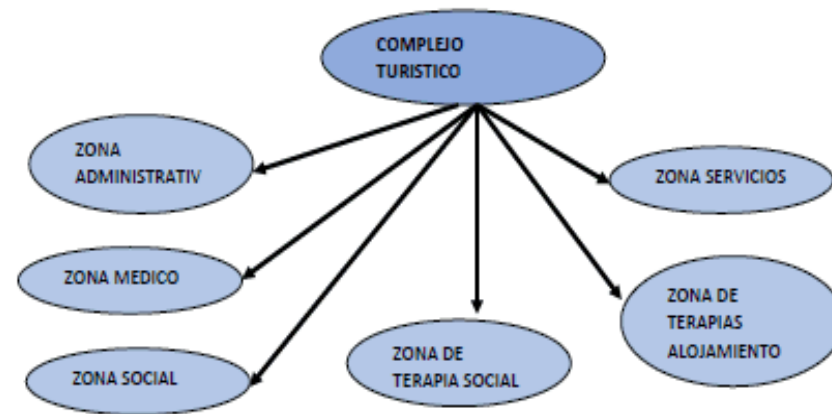 COMPLEJO
TURISTICO
ZONA
ADMINISTRATIV
ZONA SERVICIOS
ZONA MEDICO
ZONA DE
TERAPIAS
ALOJAMIENTO
ZONA SOCIAL
ZONA DE
TERAPIA SOCIAL